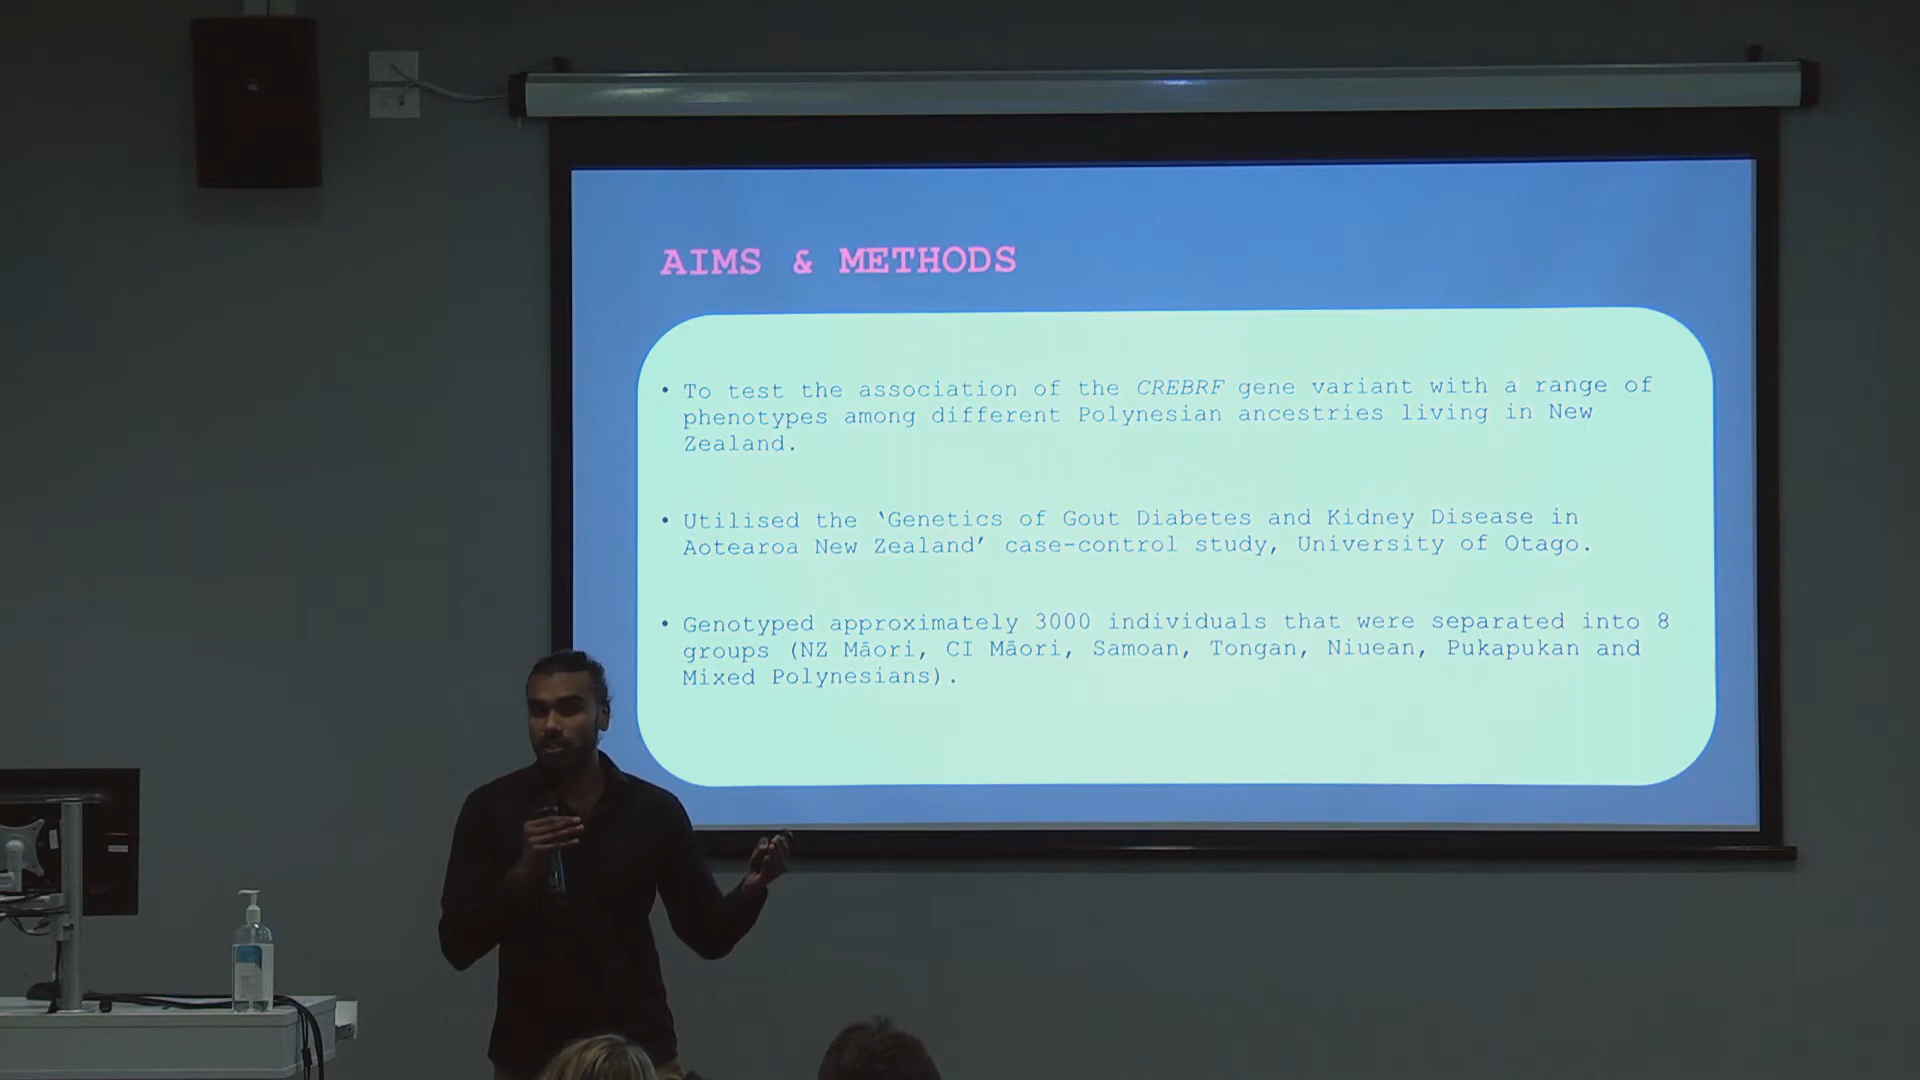 AIMS & METHODS
• To test the association of the CREBRF gene variant with a range of
phenotypes among different Polynesian ancestries living in New
Zealand.
• Utilised the ‘Genetics of Gout Diabetes and Kidney Disease in
Aotearoa New Zealand’ case-control study, University of Otago.
• Genotyped approximately 3000 individuals that were separated into 8
groups (NZ Māori, CI Māori, Samoan, Tongan, Niuean, Pukapukan and
Mixed Polynesians).